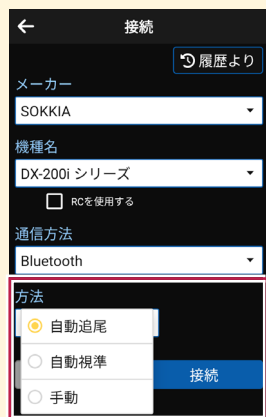 接続
履歴より
メーカー
SOKKIA
機種名
DX-200i シリーズ
RCを使用する
通信方法
Bluetooth
方法
自動追尾
自動視準
接続
手動